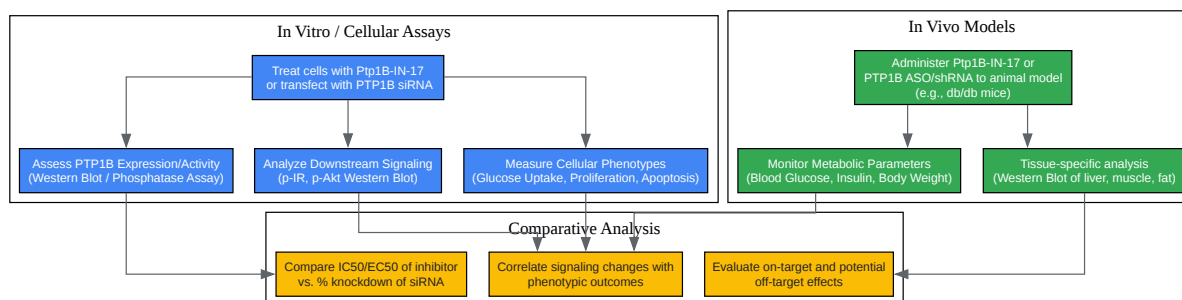 In Vitro / Cellular Assays
Treat cells with Ptp1B-IN-17
or transfect with PTP1B siRNA
Assess PTP1B Expression/Activity
(Western Blot / Phosphatase Assay)
Analyze Downstream Signaling
(p-IR, p-Akt Western Blot)
Measure Cellular Phenotypes
(Glucose Uptake, Proliferation, Apoptosis)
In Vivo Models
Administer Ptp1B-IN-17 or
PTP1B ASO/shRNA to animal model
(e.g., db/db mice)
Monitor Metabolic Parameters
(Blood Glucose, Insulin, Body Weight)
Tissue-specific analysis
(Western Blot of liver, muscle, fat)
Comparative Analysis
Compare IC50/EC50 of inhibitor
vs. % knockdown of siRNA
Correlate signaling changes with
phenotypic outcomes
Evaluate on-target and potential
off-target effects